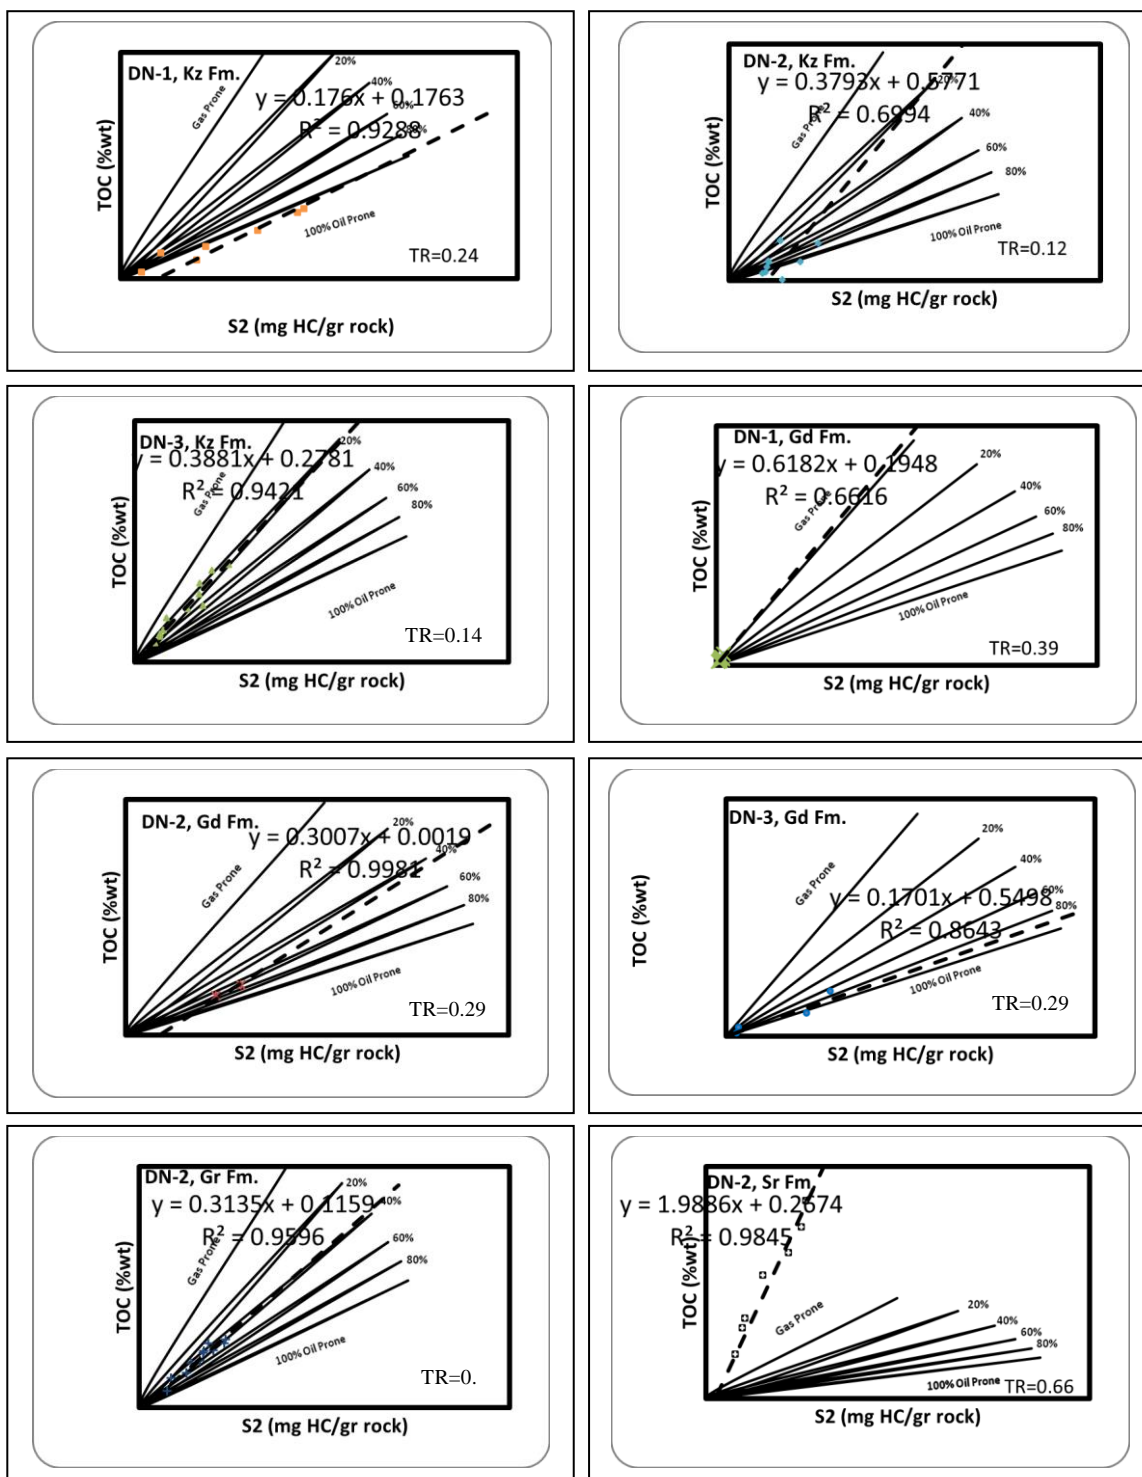 DN-1, Kz Fm.
20%
40%
y = 0.176x + 0.1763
60%
R² = 0.9288
80%
Gas Prone
TOC (%wt)
100% Oil Prone
TR=0.24
S2 (mg HC/gr rock)
DN-2, Kz Fm.
y = 0.3793x + 0.5771
20%
R² = 0.6994
40%
Gas Prone
60%
80%
TOC (%wt)
100% Oil Prone
TR=0.12
S2 (mg HC/gr rock)
DN-3, Kz Fm.
20%
y = 0.3881x + 0.2781
40%
R² = 0.9421
60%
Gas Prone
80%
TOC (%wt)
100% Oil Prone
TR=0.14
S2 (mg HC/gr rock)
DN-1, Gd Fm.
20%
y = 0.6182x + 0.1948
40%
R² = 0.6616
Gas Prone
60%
80%
TOC (%wt)
100% Oil Prone
TR=0.39
S2 (mg HC/gr rock)
DN-2, Gd Fm.
20%
y = 0.3007x + 0.0019
40%
R² = 0.9981
60%
Gas Prone
80%
TOC (%wt)
100% Oil Prone
TR=0.29
S2 (mg HC/gr rock)
DN-3, Gd Fm.
20%
40%
Gas Prone
60%
y = 0.1701x + 0.5498
80%
R² = 0.8643
TOC (%wt)
100% Oil Prone
TR=0.29
S2 (mg HC/gr rock)
DN-2, Gr Fm.
20%
y = 0.3135x + 0.1159
40%
R² = 0.9596
60%
Gas Prone
80%
TOC (%wt)
100% Oil Prone
TR=0.
S2 (mg HC/gr rock)
DN-2, Sr Fm.
y = 1.9886x + 0.2674
R² = 0.9845
TOC (%wt)
Gas Prone
20%
40%
60%
80%
100% Oil Prone
TR=0.66
S2 (mg HC/gr rock)